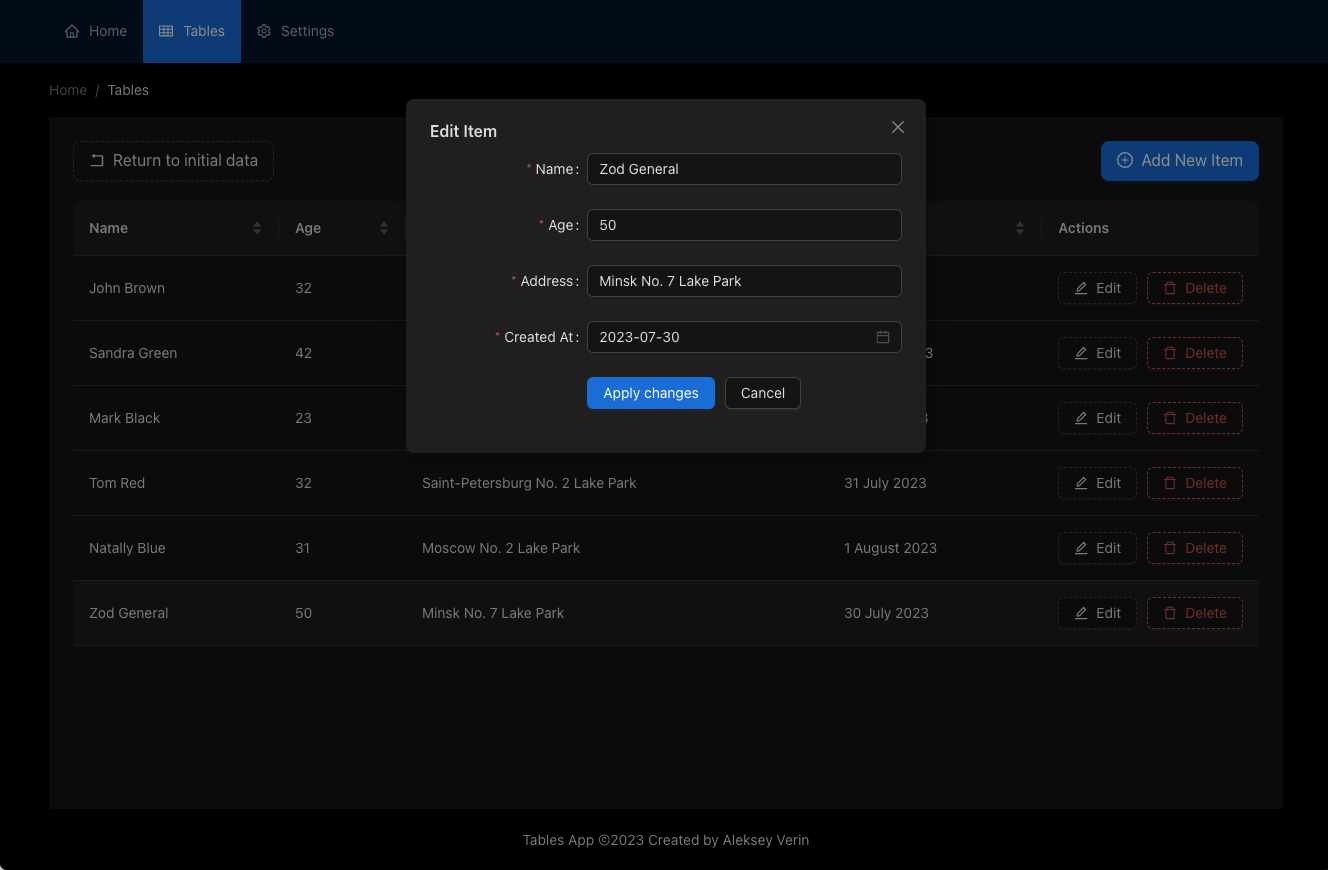 Home Tables Settings
Home / Tables
Edit Item
* Name: Zod General
* Age: 50
* Address: Minsk No. 7 Lake Park
* Created At: 2023-07-30
Apply changes Cancel
Return to initial data Add New Item
Name Age Actions
John Brown 32 Edit Delete
Sandra Green 42 3 Edit Delete
Mark Black 23 Edit Delete
Tom Red 32 Saint-Petersburg No. 2 Lake Park 31 July 2023 Edit Delete
Natally Blue 31 Moscow No. 2 Lake Park 1 August 2023 Edit Delete
Zod General 50 Minsk No. 7 Lake Park 30 July 2023 Edit Delete
Tables App ©2023 Created by Aleksey Verin